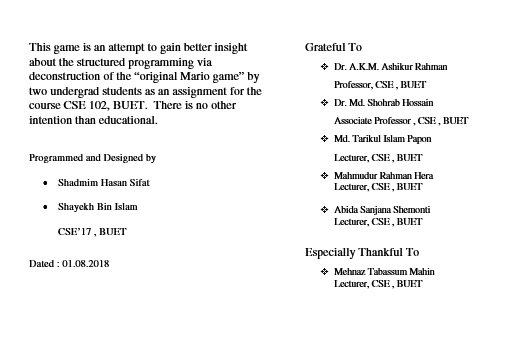 This game is an attempt to gain better insight
about the structured programming via
deconstruction of the “original Mario game” by
two undergrad students as an assignment for the
course CSE 102, BUET. There is no other
intention than educational.
Programmed and Designed by
• Shadmim Hasan Sifat
• Shayekh Bin Islam
CSE’17 , BUET
Dated : 01.08.2018
Grateful To
❖ Dr. A.K.M. Ashikur Rahman
Professor, CSE , BUET
❖ Dr. Md. Shohrab Hossain
Associate Professor , CSE , BUET
❖ Md. Tarikul Islam Papon
Lecturer, CSE , BUET
❖ Mahmudur Rahman Hera
Lecturer, CSE , BUET
❖ Abida Sanjana Shemonti
Lecturer, CSE , BUET
Especially Thankful To
❖ Mehnaz Tabassum Mahin
Lecturer, CSE , BUET